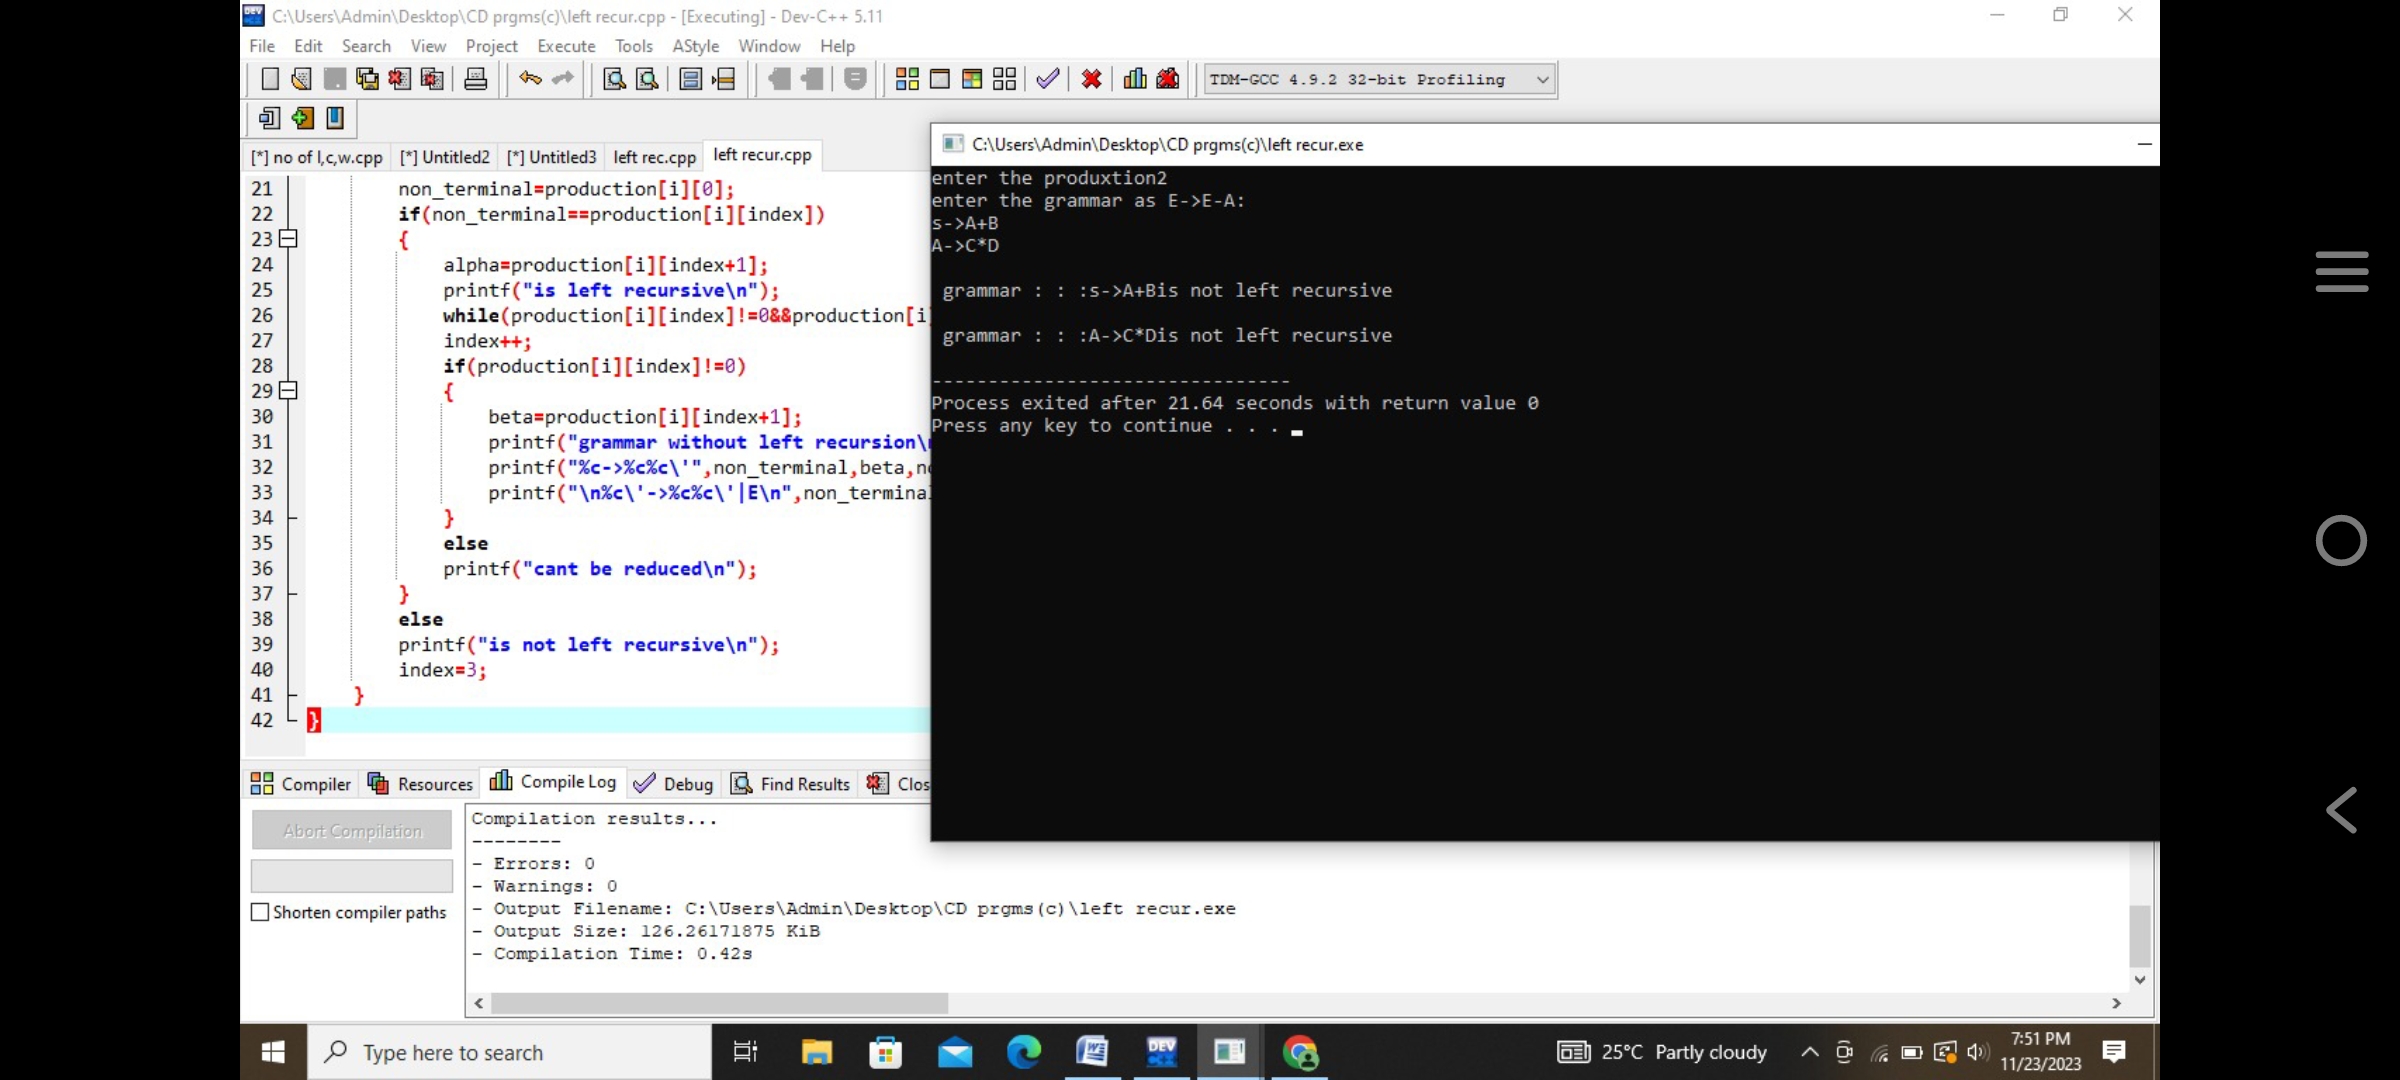 C:\Users\Admin\Desktop\CD prgms(c)\left recur.cpp - [Executing] - Dev-C++ 5.11
File Edit Search View Project Execute Tools AStyle Window Help
TDM-GCC 4.9.2 32-bit Profiling
[*] no of l,c,w.cpp [*] Untitled2 [*] Untitled3 left rec.cpp left recur.cpp
21 non_terminal=production[i][0];
22 if(non_terminal==production[i][index])
23 {
24 alpha=production[i][index+1];
25 printf("is left recursive\n");
26 while(production[i][index]!=0&&production[i]
27 index++;
28 if(production[i][index]!=0)
29 {
30 beta=production[i][index+1];
31 printf("grammar without left recursion\
32 printf("%c->%c%c\'",non_terminal,beta,no
33 printf("\n%c\'->%c%c\'|E\n",non_termina
34 }
35 else
36 printf("cant be reduced\n");
37 }
38 else
39 printf("is not left recursive\n");
40 index=3;
41 }
42 }
C:\Users\Admin\Desktop\CD prgms(c)\left recur.exe
enter the produxtion2
enter the grammar as E->E-A:
s->A+B
A->C*D
grammar : : :s->A+Bis not left recursive
grammar : : :A->C*Dis not left recursive
--------------------------------
Process exited after 21.64 seconds with return value 0
Press any key to continue . . .
Compiler Resources Compile Log Debug Find Results Clos
Abort Compilation
Shorten compiler paths
Compilation results...
--------
- Errors: 0
- Warnings: 0
- Output Filename: C:\Users\Admin\Desktop\CD prgms(c)\left recur.exe
- Output Size: 126.26171875 KiB
- Compilation Time: 0.42s
Type here to search
DEV
25°C Partly cloudy
7:51 PM
11/23/2023